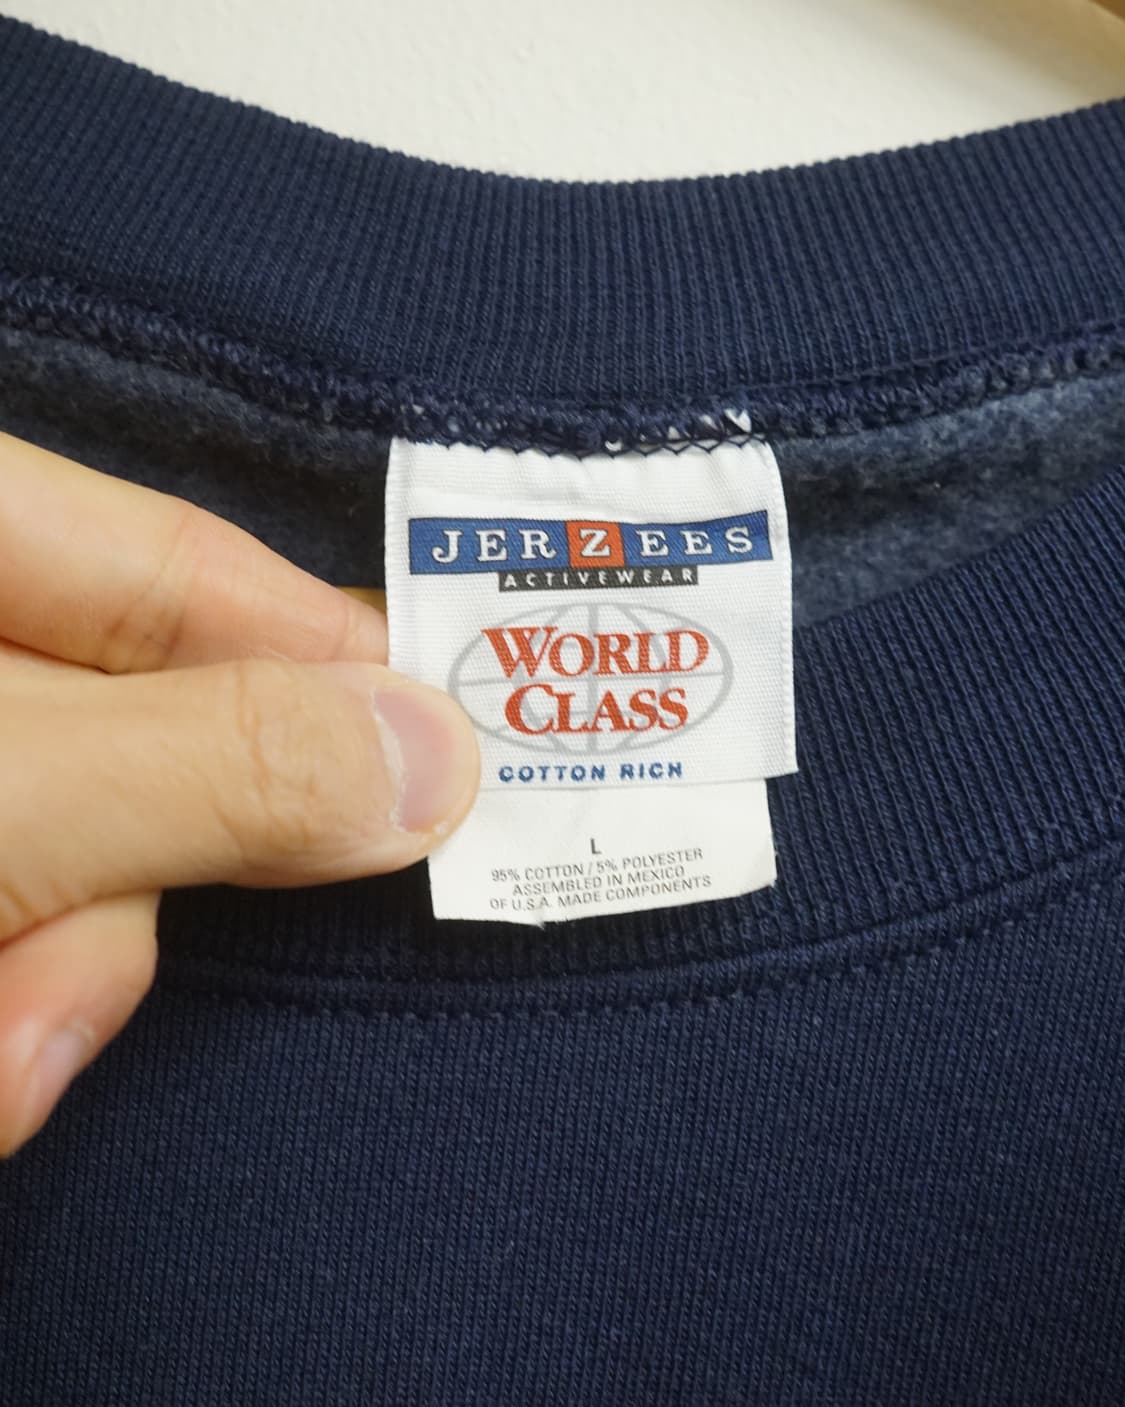 JERZEES
ACTIVEWEAR
WORLD
CLASS
COTTON RICH
L
95% COTTON / 5% POLYESTER
ASSEMBLED IN MEXICO
OF U.S.A. MADE COMPONENTS